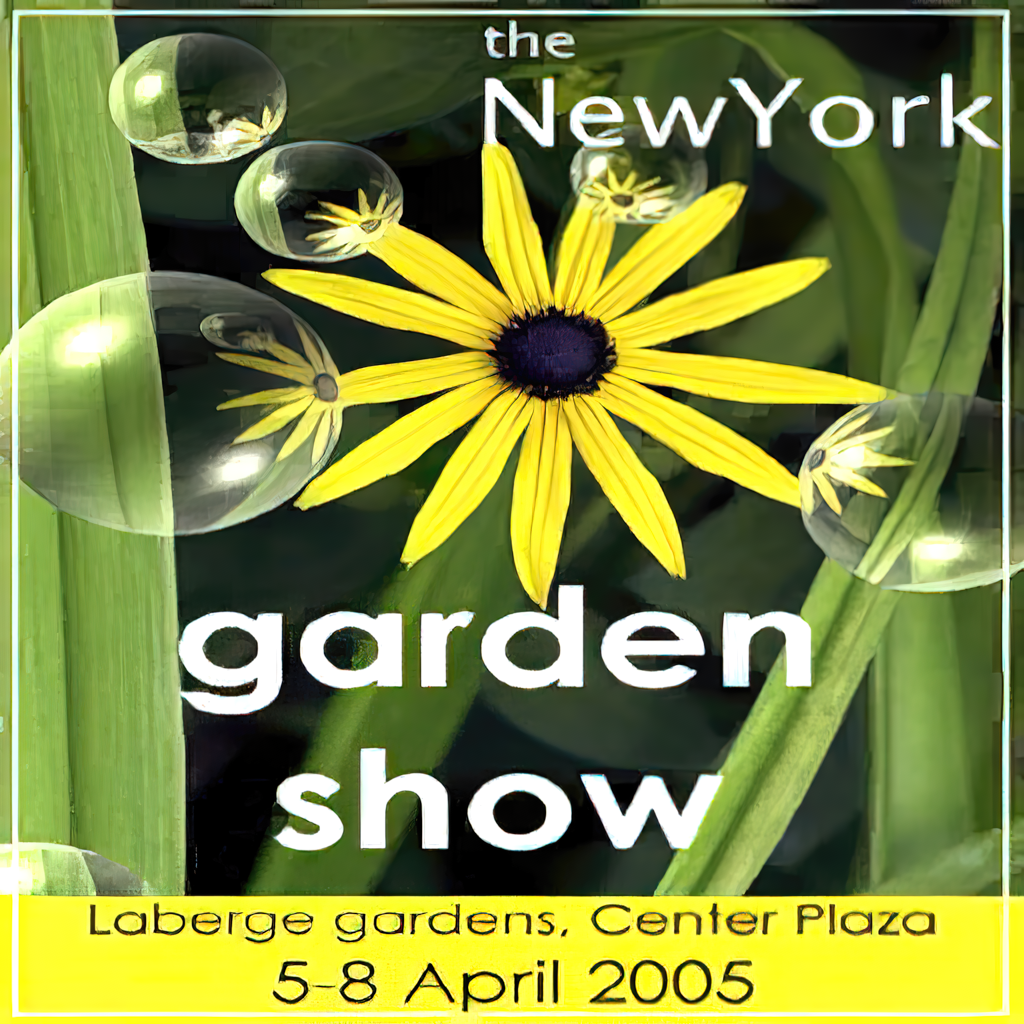 the
NewYork
garden
show
Laberge gardens, Center Plaza
5-8 April 2005